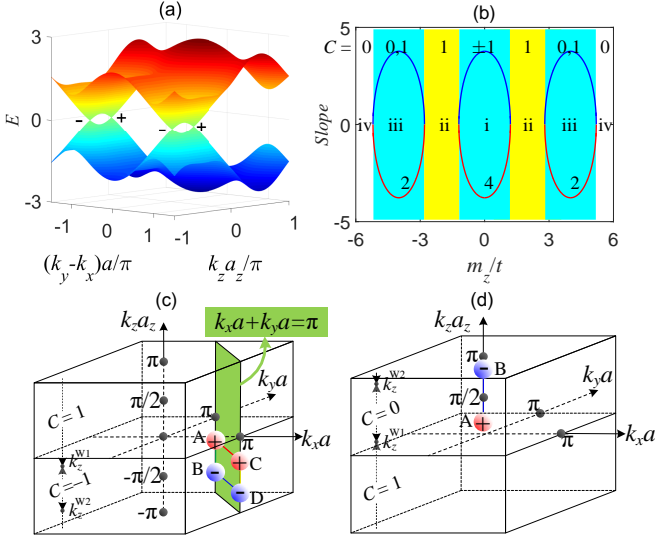 (a)
3
0
-3
E
-
+
-
+
-1
0
1
-1
0
1
(k_y-k_x)a/π
k_z a_z/π
(b)
5
0
-5
Slope
C = 0
0,1
1
±1
1
0,1
0
iv
iii
ii
i
ii
iii
iv
2
4
2
-6
-3
0
3
6
m_z/t
(c)
k_x a+k_y a=π
k_z a_z
π
π/2
-π/2
-π
k_y a
π
π
k_x a
A
+
B
-
+
C
-
D
C = 1
k_z^W1
C = -1
k_z^W2
(d)
k_z a_z
π
B
-
π/2
A
+
k_y a
π
π
k_x a
k_z^W2
C = 0
k_z^W1
C = 1